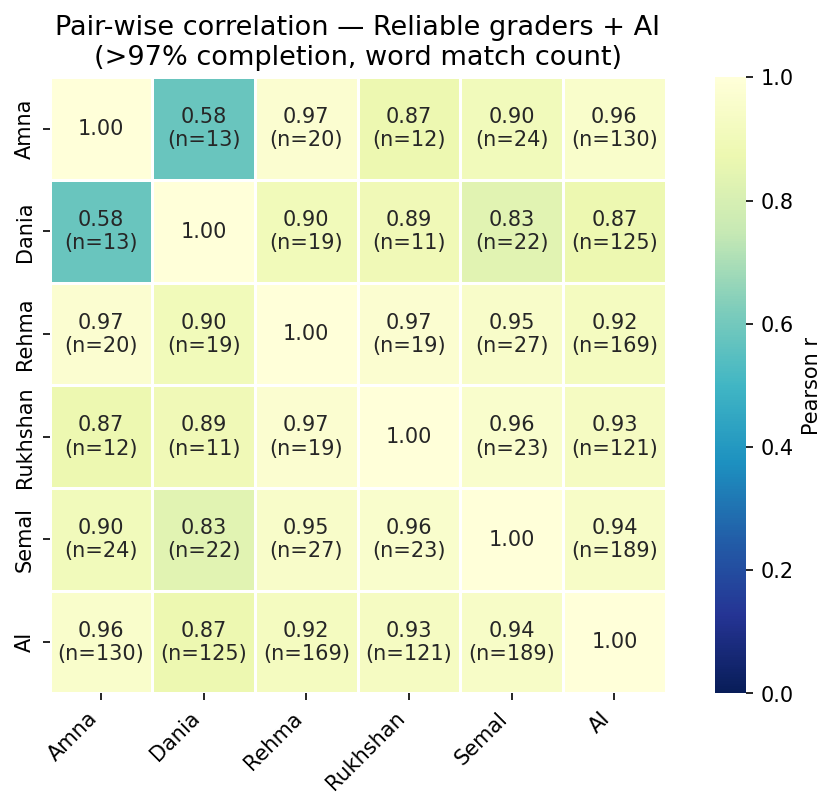 Pair-wise correlation — Reliable graders + AI
(>97% completion, word match count)
Amna
1.00
0.58
(n=13)
0.97
(n=20)
0.87
(n=12)
0.90
(n=24)
0.96
(n=130)
Dania
0.58
(n=13)
1.00
0.90
(n=19)
0.89
(n=11)
0.83
(n=22)
0.87
(n=125)
Rehma
0.97
(n=20)
0.90
(n=19)
1.00
0.97
(n=19)
0.95
(n=27)
0.92
(n=169)
Rukhshan
0.87
(n=12)
0.89
(n=11)
0.97
(n=19)
1.00
0.96
(n=23)
0.93
(n=121)
Semal
0.90
(n=24)
0.83
(n=22)
0.95
(n=27)
0.96
(n=23)
1.00
0.94
(n=189)
AI
0.96
(n=130)
0.87
(n=125)
0.92
(n=169)
0.93
(n=121)
0.94
(n=189)
1.00
Amna
Dania
Rehma
Rukhshan
Semal
AI
1.0
0.8
0.6
0.4
0.2
0.0
Pearson r